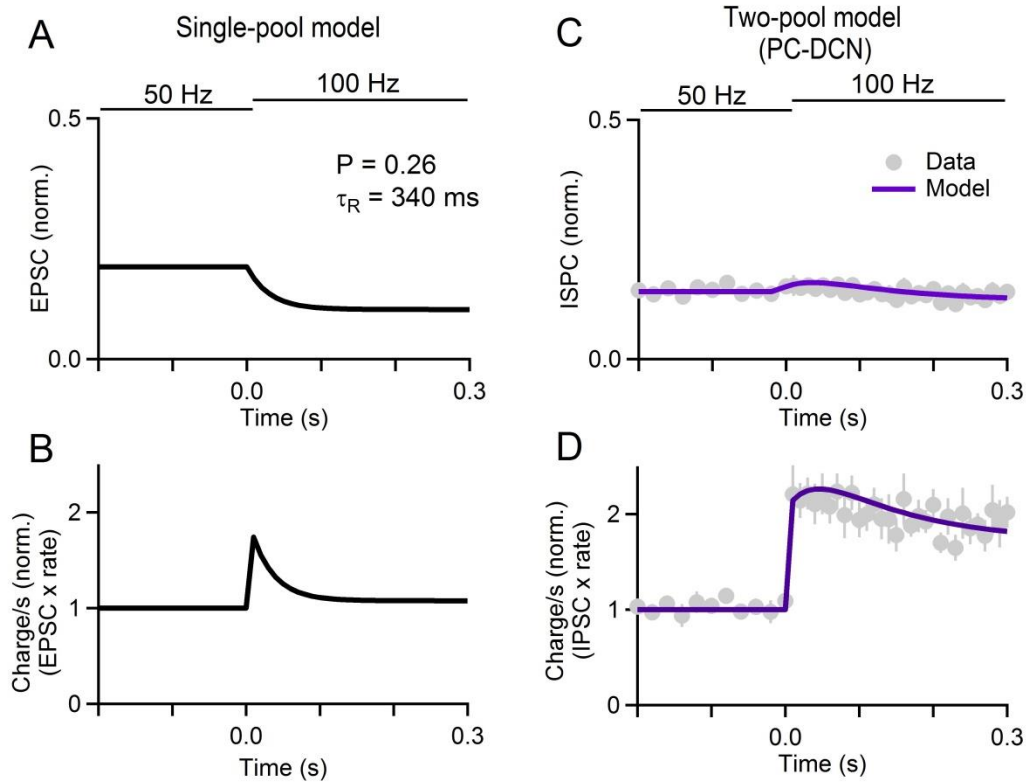 A
Single-pool model
50 Hz
100 Hz
0.5
P = 0.26
τR = 340 ms
EPSC (norm.)
0.0
0.0
0.3
Time (s)
B
2
1
0
Charge/s (norm.)
(EPSC x rate)
0.0
0.3
Time (s)
C
Two-pool model
(PC-DCN)
50 Hz
100 Hz
0.5
Data
Model
ISPC (norm.)
0.0
0.0
0.3
Time (s)
D
2
1
0
Charge/s (norm.)
(IPSC x rate)
0.0
0.3
Time (s)